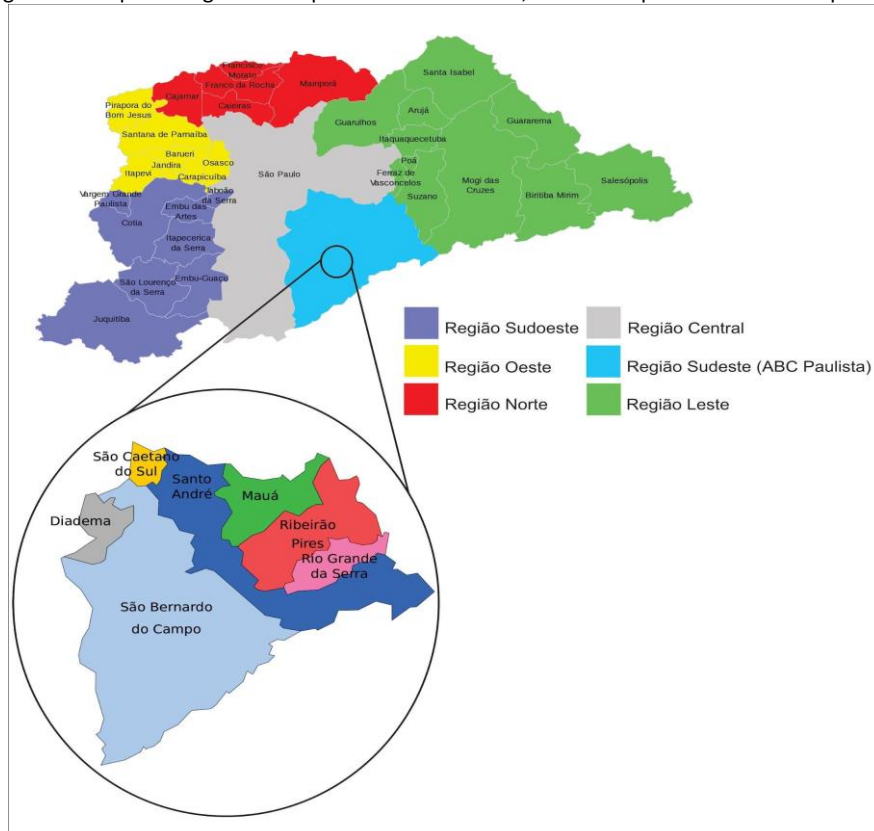 Francisco
Morato
Cajamar
Franco da Rocha
Mairiporã
Caieiras
Santa Isabel
Pirapora do
Bom Jesus
Guarulhos
Arujá
Guararema
Santana de Parnaíba
Itaquaquecetuba
Barueri
Jandira
Osasco
Itapevi
Carapicuíba
São Paulo
Poá
Ferraz de
Vasconcelos
Mogi das
Cruzes
Salesópolis
Vargem Grande
Paulista
Taboão
da Serra
Suzano
Biritiba Mirim
Cotia
Embu das
Artes
Itapecerica
da Serra
São Lourenço
da Serra
Embu-Guaçu
Juquitiba
Região Sudoeste
Região Central
Região Oeste
Região Sudeste (ABC Paulista)
Região Norte
Região Leste
São Caetano
do Sul
Santo
André
Mauá
Diadema
Ribeirão
Pires
Rio Grande
da Serra
São Bernardo
do Campo